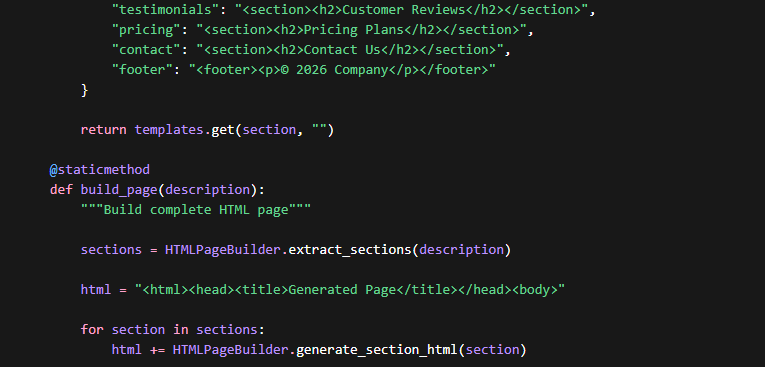 "testimonials": "<section><h2>Customer Reviews</h2></section>",
"pricing": "<section><h2>Pricing Plans</h2></section>",
"contact": "<section><h2>Contact Us</h2></section>",
"footer": "<footer><p>© 2026 Company</p></footer>"
}
return templates.get(section, "")
@staticmethod
def build_page(description):
"""Build complete HTML page"""
sections = HTMLPageBuilder.extract_sections(description)
html = "<html><head><title>Generated Page</title></head><body>"
for section in sections:
html += HTMLPageBuilder.generate_section_html(section)